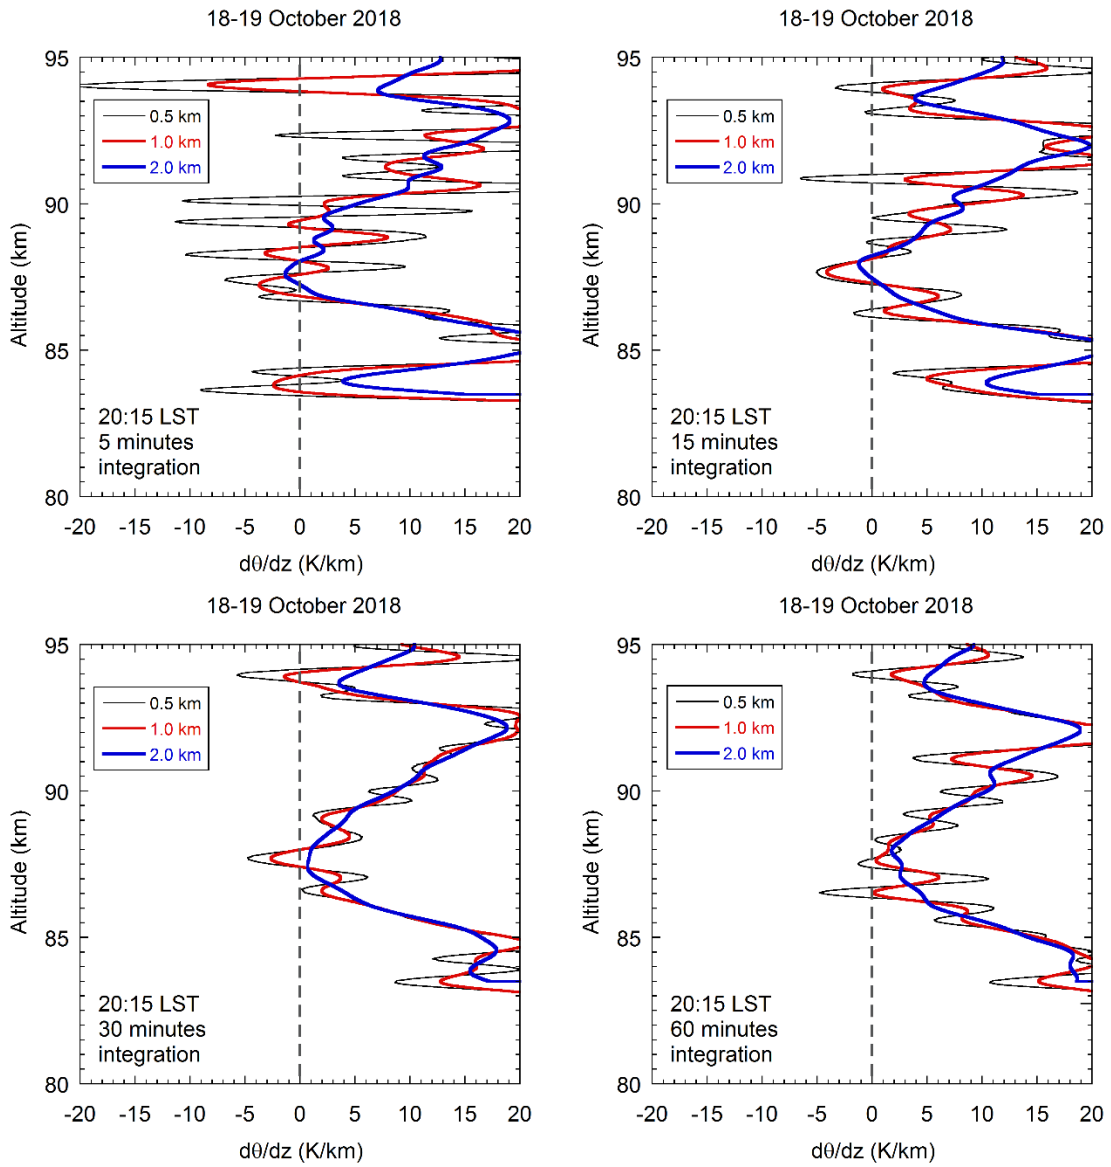 18-19 October 2018
95
90
85
80
Altitude (km)
0.5 km
1.0 km
2.0 km
20:15 LST
5 minutes
integration
-20 -15 -10 -5 0 5 10 15 20
dθ/dz (K/km)
18-19 October 2018
95
90
85
80
Altitude (km)
0.5 km
1.0 km
2.0 km
20:15 LST
15 minutes
integration
-20 -15 -10 -5 0 5 10 15 20
dθ/dz (K/km)
18-19 October 2018
95
90
85
80
Altitude (km)
0.5 km
1.0 km
2.0 km
20:15 LST
30 minutes
integration
-20 -15 -10 -5 0 5 10 15 20
dθ/dz (K/km)
18-19 October 2018
95
90
85
80
Altitude (km)
0.5 km
1.0 km
2.0 km
20:15 LST
60 minutes
integration
-20 -15 -10 -5 0 5 10 15 20
dθ/dz (K/km)